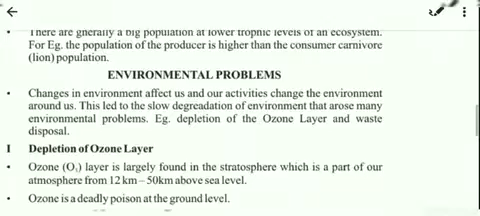 • There are gnerally a big population at lower trophic levels of an ecosystem.
For Eg. the population of the producer is higher than the consumer carnivore
(lion) population.
ENVIRONMENTAL PROBLEMS
• Changes in environment affect us and our activities change the environment
around us. This led to the slow degreadation of environment that arose many
environmental problems. Eg. depletion of the Ozone Layer and waste
disposal.
I Depletion of Ozone Layer
• Ozone (O₃) layer is largely found in the stratosphere which is a part of our
atmosphere from 12 km – 50km above sea level.
• Ozone is a deadly poison at the ground level.